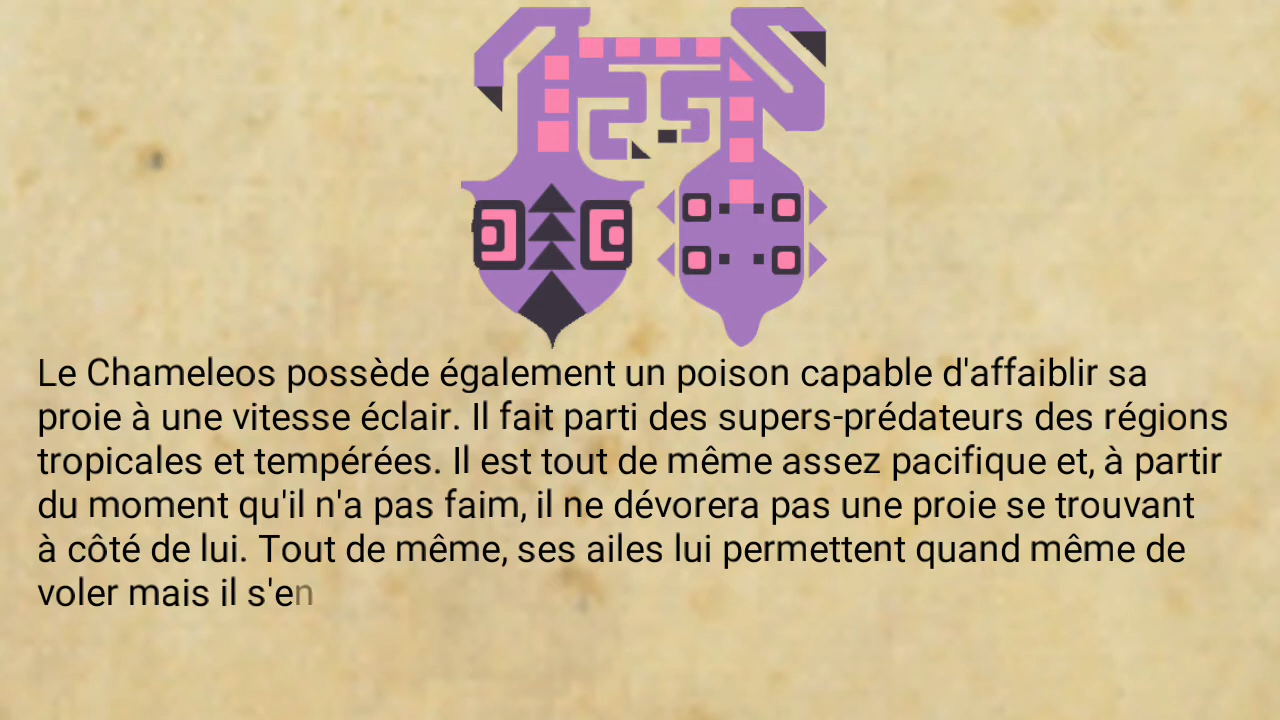 Le Chameleos possède également un poison capable d'affaiblir sa
proie à une vitesse éclair. Il fait parti des supers-prédateurs des régions
tropicales et tempérées. Il est tout de même assez pacifique et, à partir
du moment qu'il n'a pas faim, il ne dévorera pas une proie se trouvant
à côté de lui. Tout de même, ses ailes lui permettent quand même de
voler mais il s'en